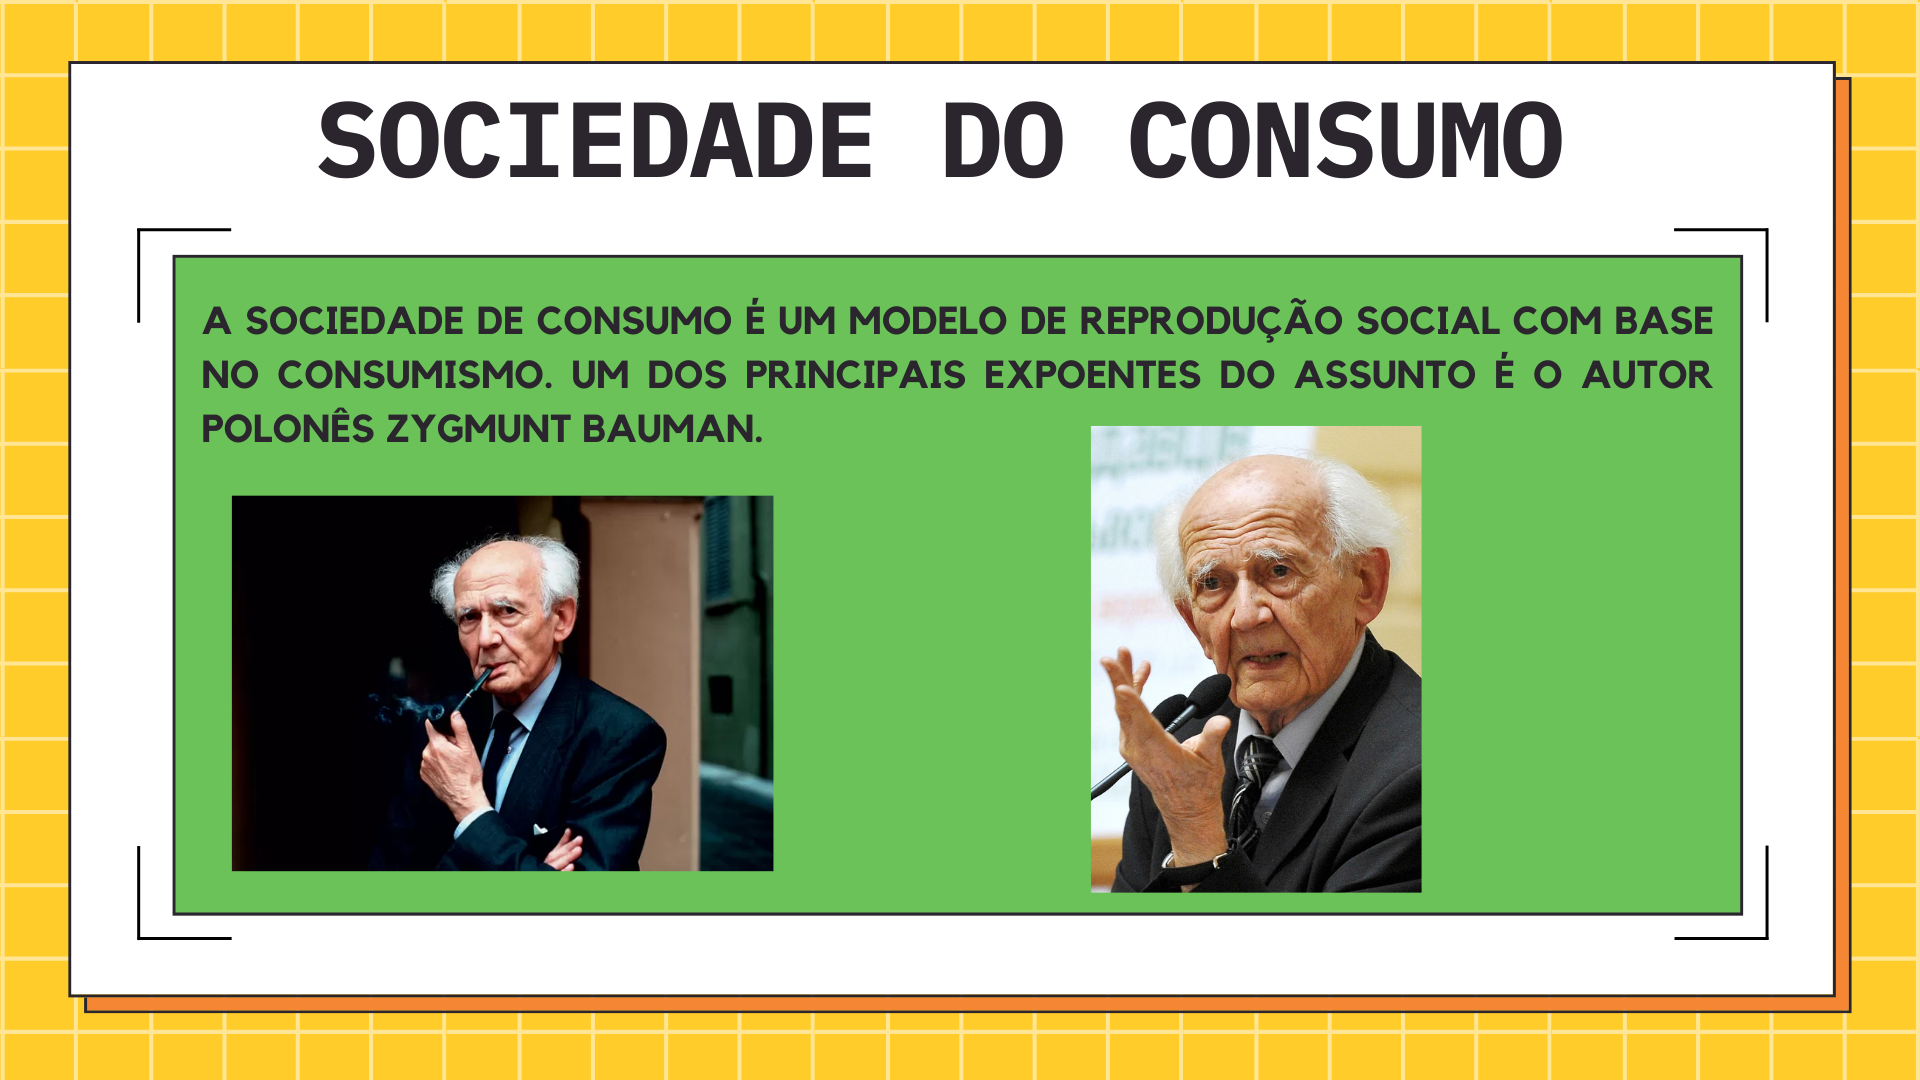 SOCIEDADE DO CONSUMO
A SOCIEDADE DE CONSUMO É UM MODELO DE REPRODUÇÃO SOCIAL COM BASE
NO CONSUMISMO. UM DOS PRINCIPAIS EXPOENTES DO ASSUNTO É O AUTOR
POLONÊS ZYGMUNT BAUMAN.